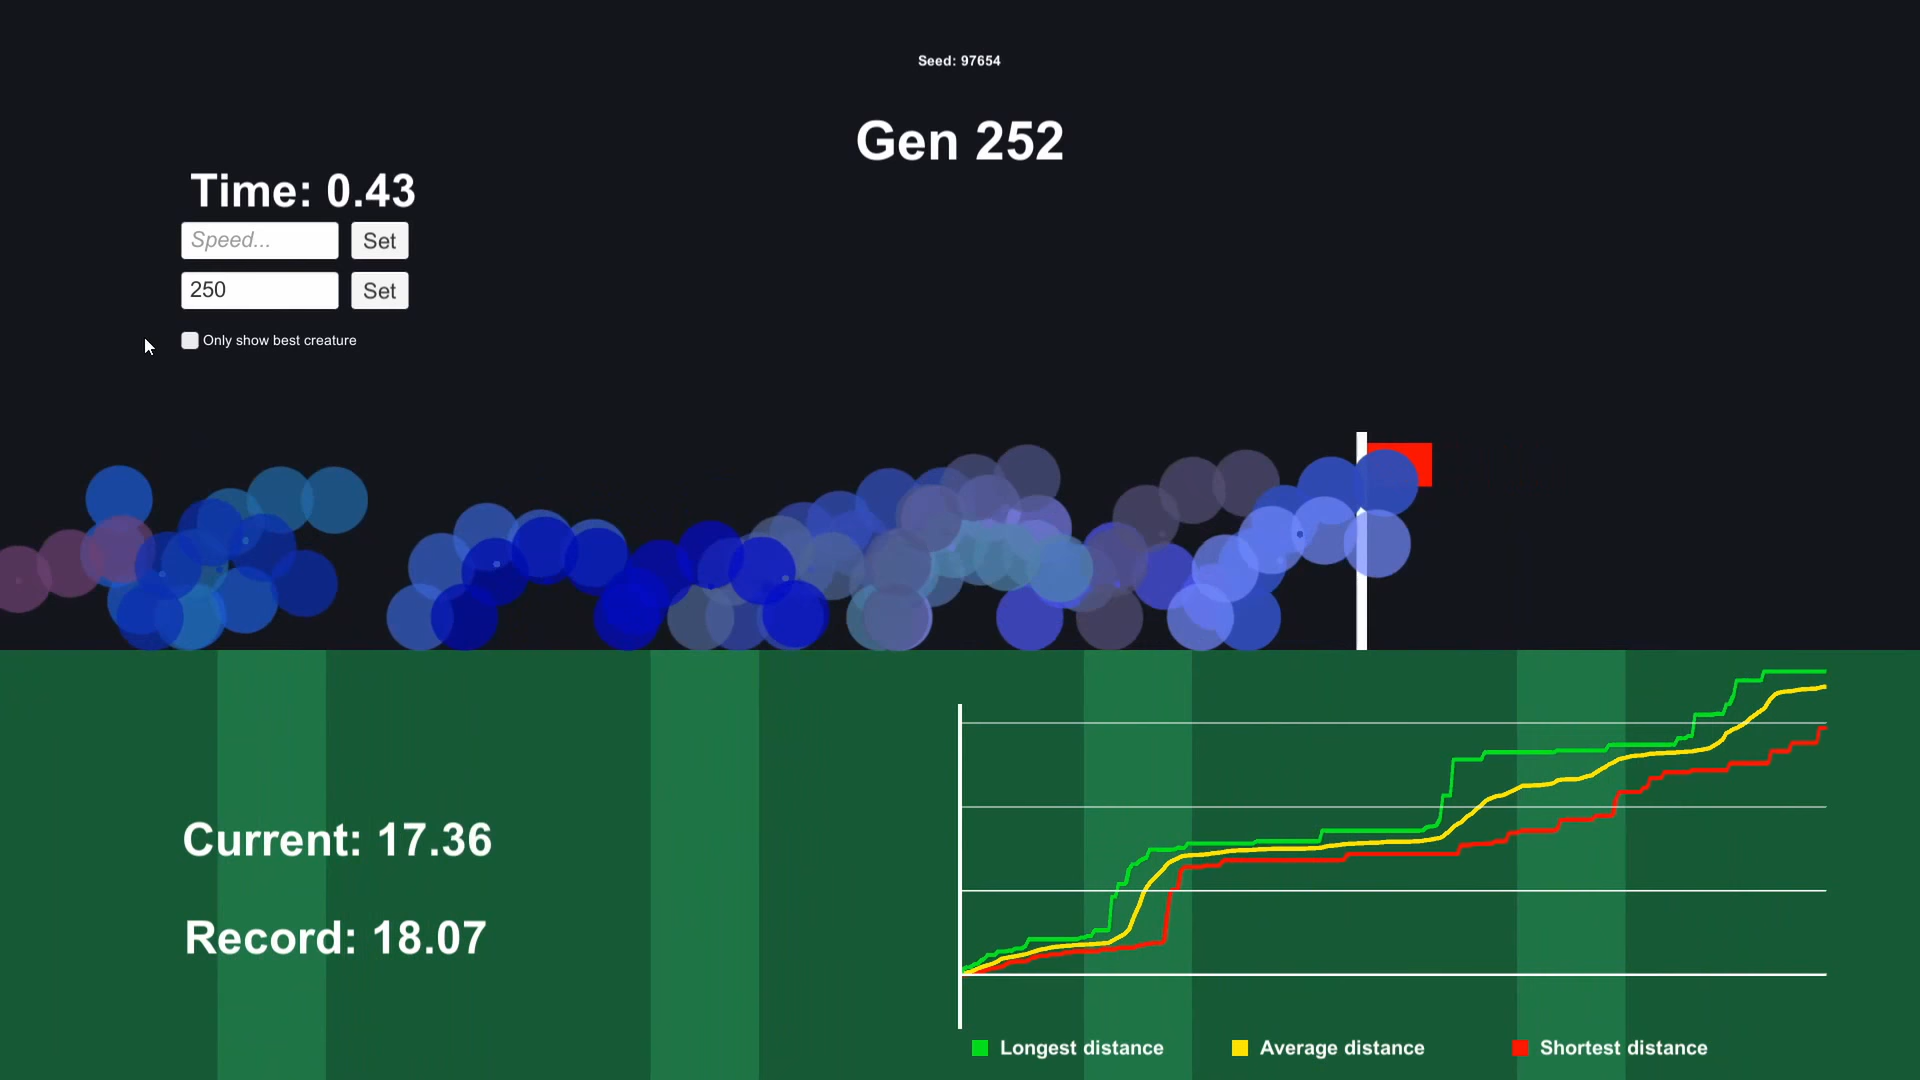 Seed: 97654
Gen 252
Time: 0.43
Speed...
Set
250
Set
Only show best creature
Current: 17.36
Record: 18.07
Longest distance
Average distance
Shortest distance